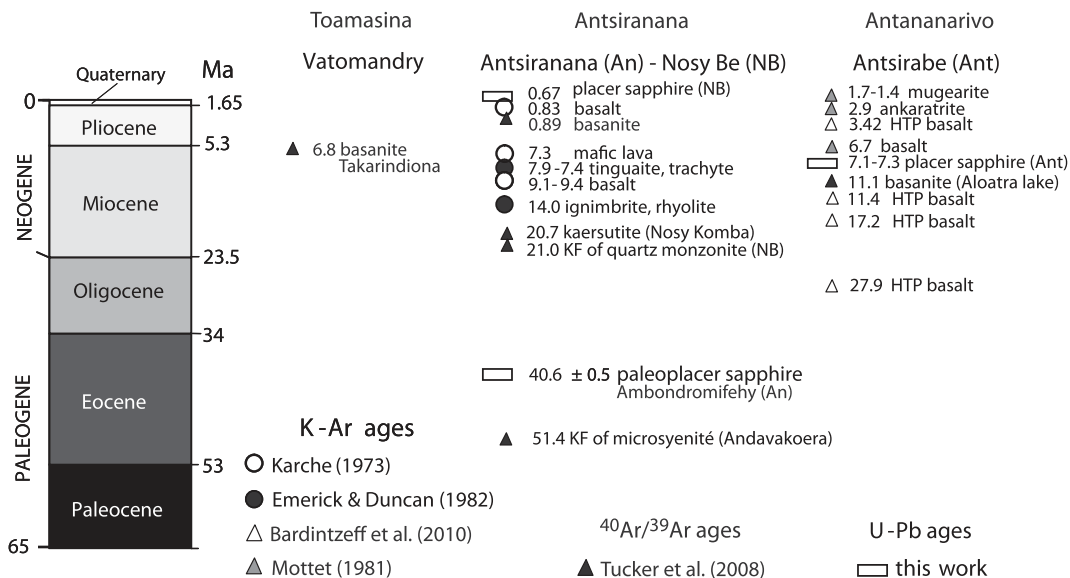 Toamasina
Antsiranana
Antananarivo
Quaternary
Ma
Vatomandry
Antsiranana (An) - Nosy Be (NB)
Antsirabe (Ant)
0
1.65
Pliocene
5.3
Miocene
NEOGENE
23.5
Oligocene
34
Eocene
PALEOGENE
53
Paleocene
65
6.8 basanite
Takarindiona
0.67 placer sapphire (NB)
0.83 basalt
0.89 basanite
7.3 mafic lava
7.9 -7.4 tinguaite, trachyte
9.1- 9.4 basalt
14.0 ignimbrite, rhyolite
20.7 kaersutite (Nosy Komba)
21.0 KF of quartz monzonite (NB)
40.6 ± 0.5 paleoplacer sapphire
Ambondromifehy (An)
51.4 KF of microsyenité (Andavakoera)
1.7-1.4 mugearite
2.9 ankaratrite
3.42 HTP basalt
6.7 basalt
7.1-7.3 placer sapphire (Ant)
11.1 basanite (Aloatra lake)
11.4 HTP basalt
17.2 HTP basalt
27.9 HTP basalt
K-Ar ages
Karche (1973)
Emerick & Duncan (1982)
Bardintzeff et al. (2010)
Mottet (1981)
⁴⁰Ar/³⁹Ar ages
Tucker et al. (2008)
U-Pb ages
this work